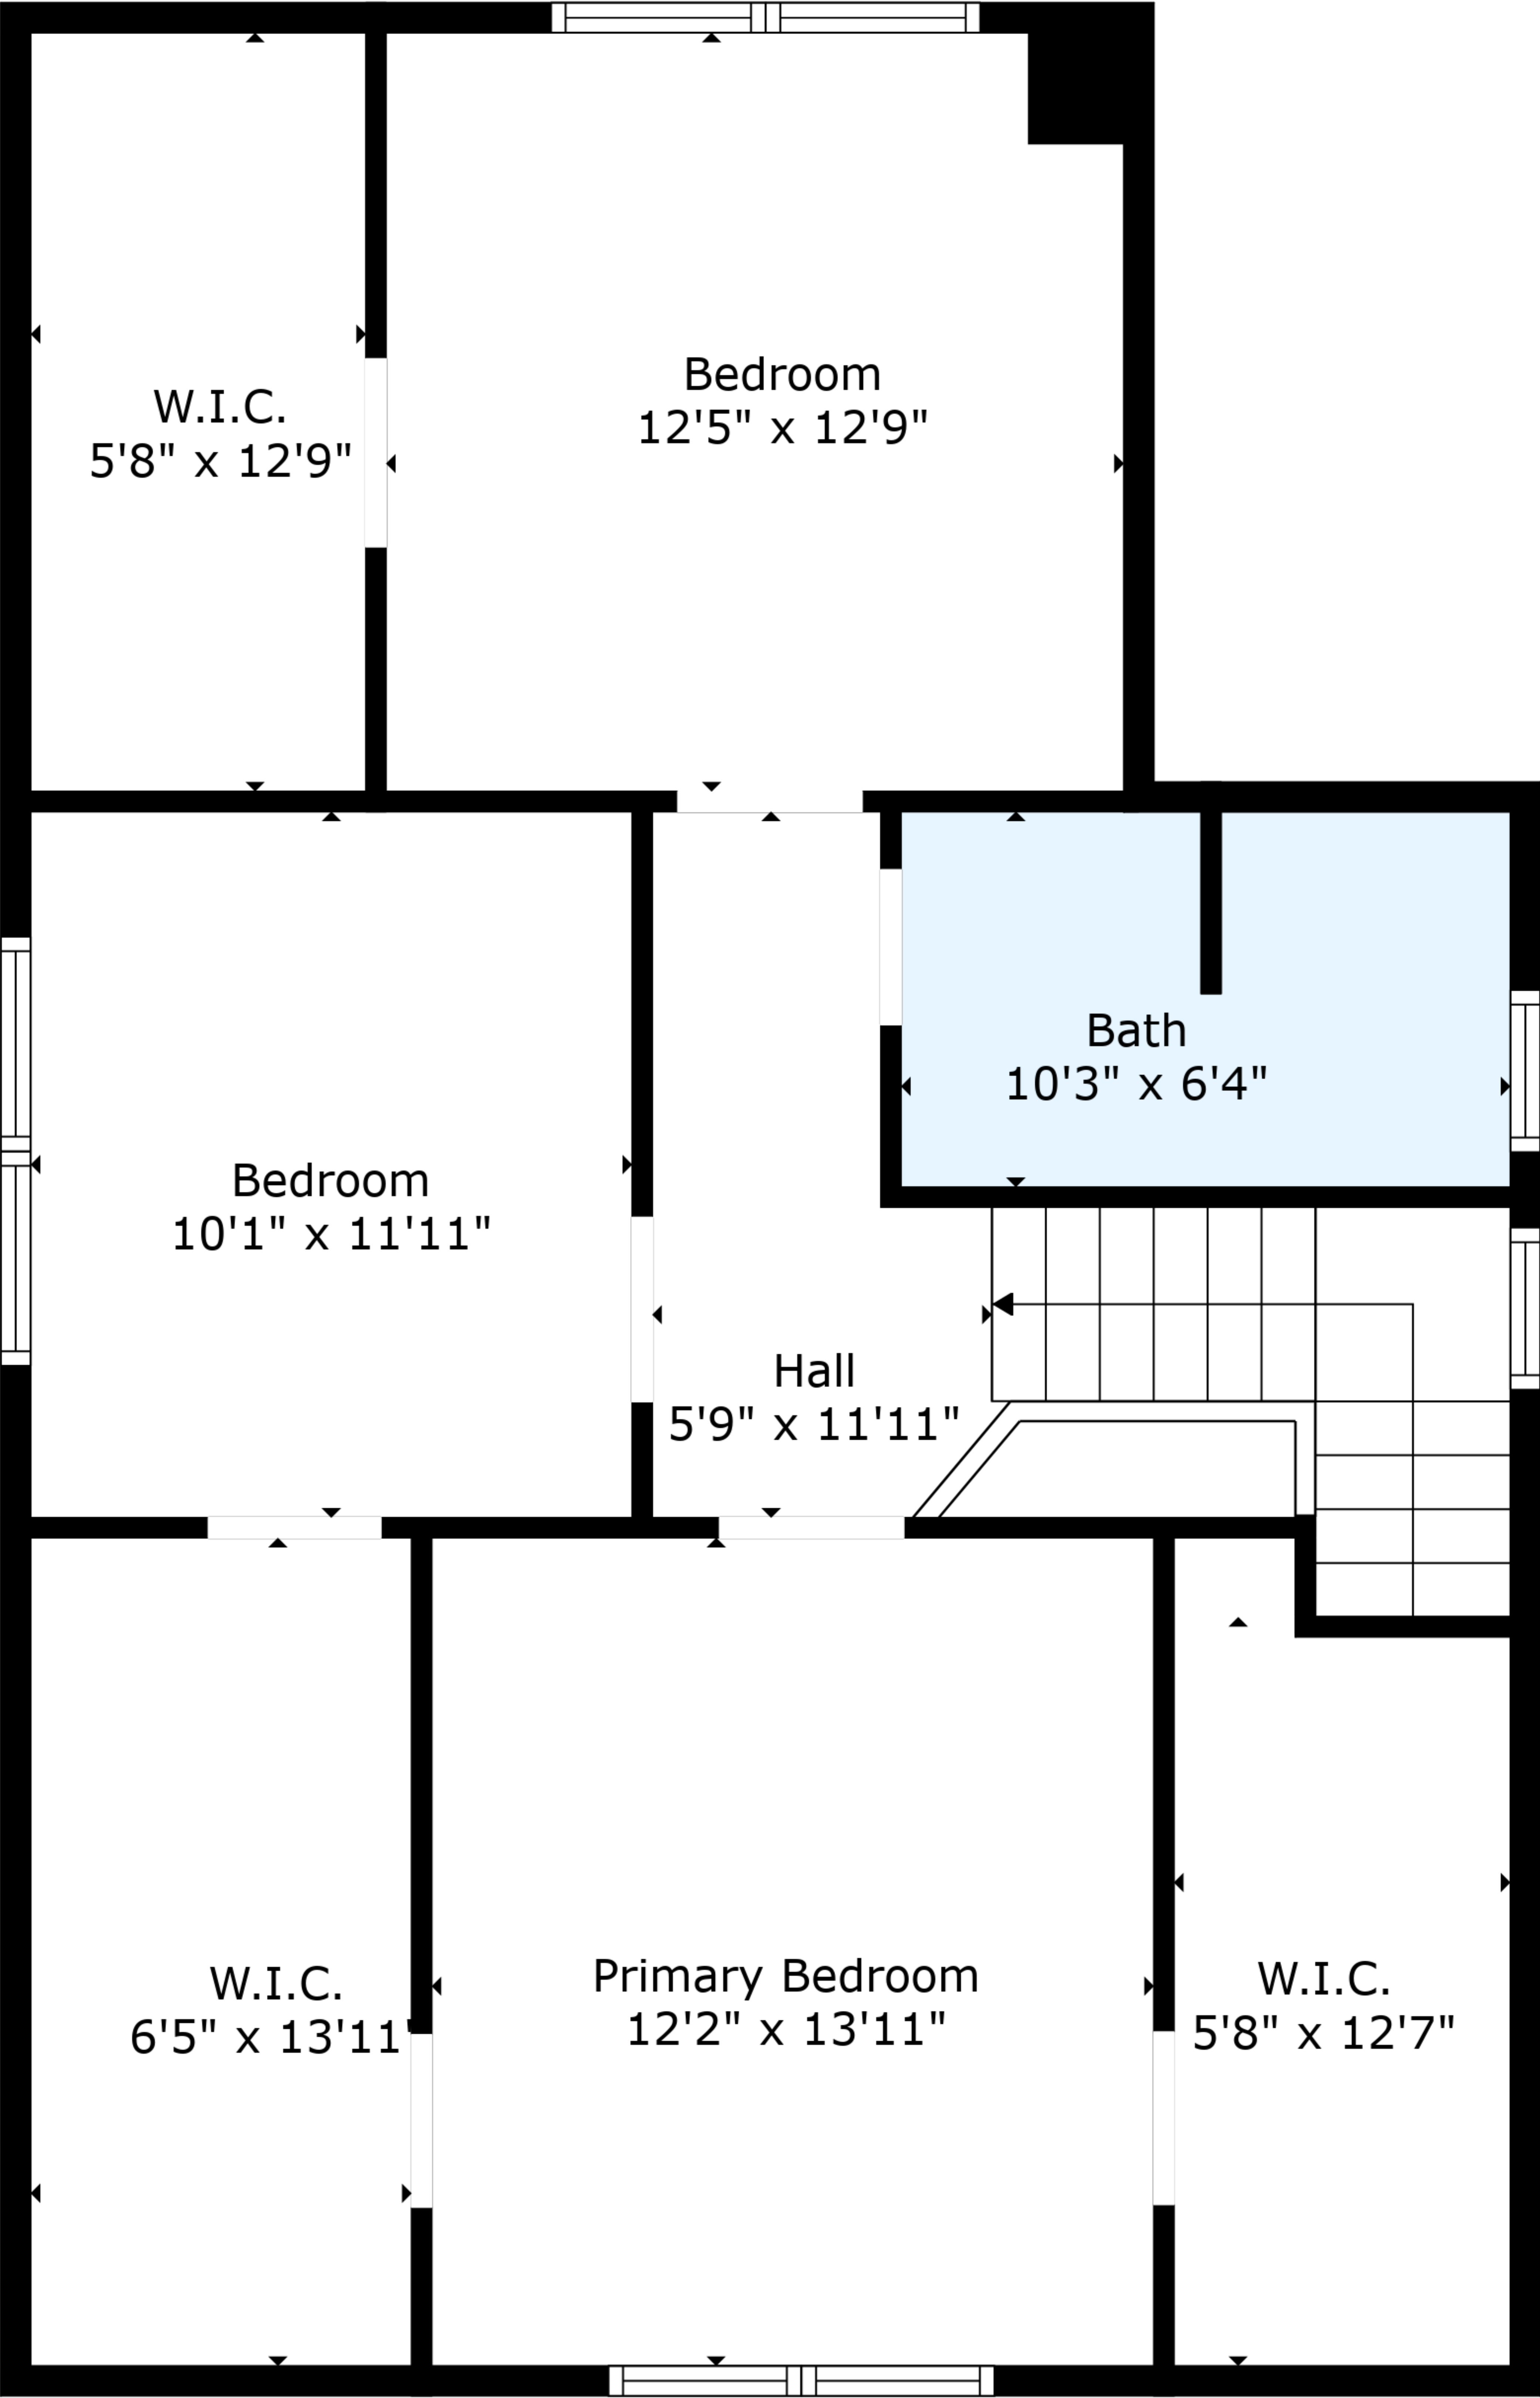 Bedroom
12'5" x 12'9"
W.I.C.
5'8" x 12'9"
Bath
10'3" x 6'4"
Bedroom
10'1" x 11'11"
Hall
5'9" x 11'11"
Primary Bedroom
12'2" x 13'11"
W.I.C.
5'8" x 12'7"
W.I.C.
6'5" x 13'11'